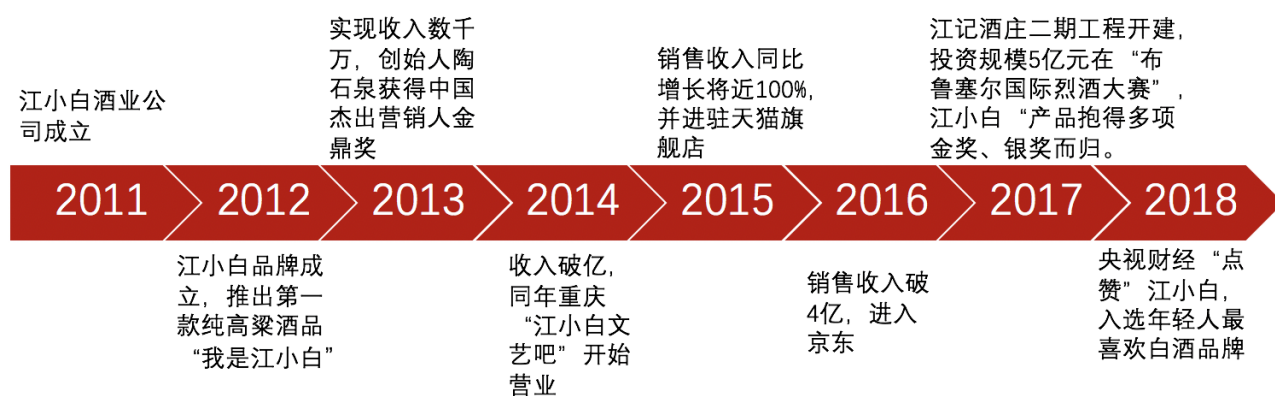 江小白酒业公
司成立
实现收入数千
万，创始人陶
石泉获得中国
杰出营销人金
鼎奖
销售收入同比
增长将近100%，
并进驻天猫旗
舰店
江记酒庄二期工程开建，
投资规模5亿元在“布
鲁塞尔国际烈酒大赛”，
江小白“产品抱得多项
金奖、银奖而归。
2011 2012 2013 2014 2015 2016 2017 2018
江小白品牌成
立，推出第一
款纯高粱酒品
“我是江小白”
收入破亿，
同年重庆
“江小白文
艺吧”开始
营业
销售收入破
4亿，进入
京东
央视财经“点
赞”江小白，
入选年轻人最
喜欢白酒品牌